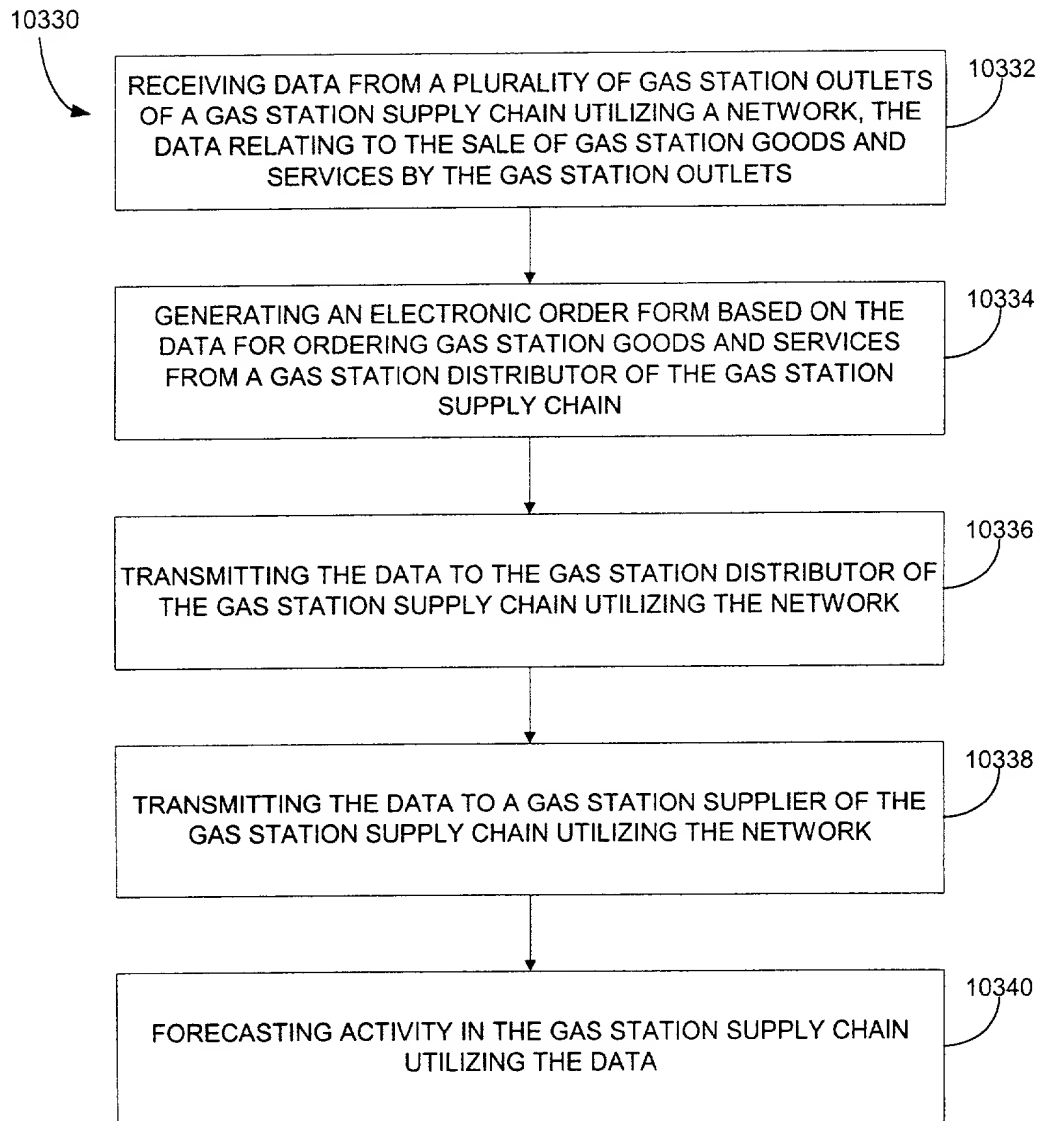 10330
RECEIVING DATA FROM A PLURALITY OF GAS STATION OUTLETS
OF A GAS STATION SUPPLY CHAIN UTILIZING A NETWORK, THE
DATA RELATING TO THE SALE OF GAS STATION GOODS AND
SERVICES BY THE GAS STATION OUTLETS
10332
GENERATING AN ELECTRONIC ORDER FORM BASED ON THE
DATA FOR ORDERING GAS STATION GOODS AND SERVICES
FROM A GAS STATION DISTRIBUTOR OF THE GAS STATION
SUPPLY CHAIN
10334
TRANSMITTING THE DATA TO THE GAS STATION DISTRIBUTOR OF
THE GAS STATION SUPPLY CHAIN UTILIZING THE NETWORK
10336
TRANSMITTING THE DATA TO A GAS STATION SUPPLIER OF THE
GAS STATION SUPPLY CHAIN UTILIZING THE NETWORK
10338
FORECASTING ACTIVITY IN THE GAS STATION SUPPLY CHAIN
UTILIZING THE DATA
10340